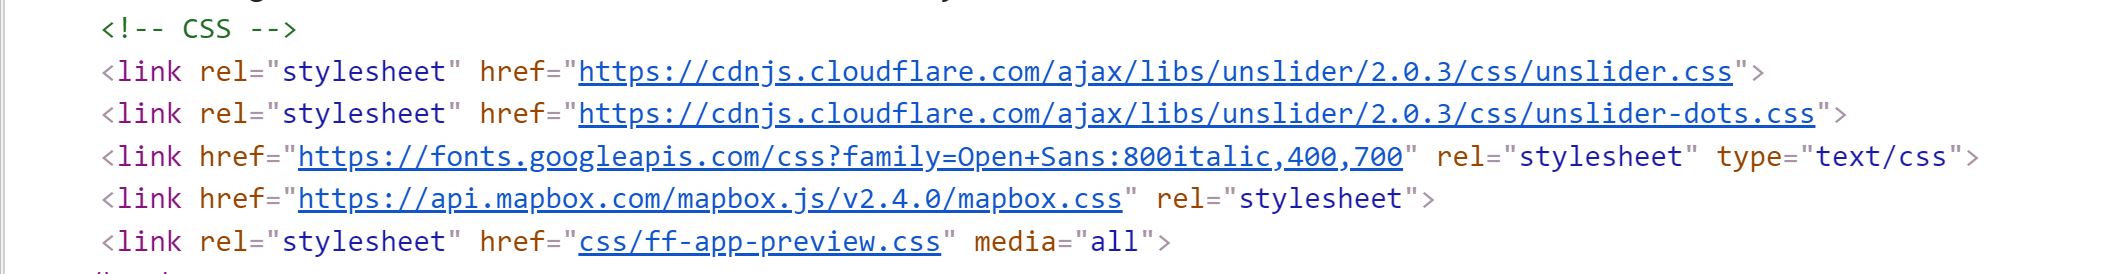 <!-- CSS -->
<link rel="stylesheet" href="https://cdnjs.cloudflare.com/ajax/libs/unslider/2.0.3/css/unslider.css">
<link rel="stylesheet" href="https://cdnjs.cloudflare.com/ajax/libs/unslider/2.0.3/css/unslider-dots.css">
<link href="https://fonts.googleapis.com/css?family=Open+Sans:800italic,400,700" rel="stylesheet" type="text/css">
<link href="https://api.mapbox.com/mapbox.js/v2.4.0/mapbox.css" rel="stylesheet">
<link rel="stylesheet" href="css/ff-app-preview.css" media="all">